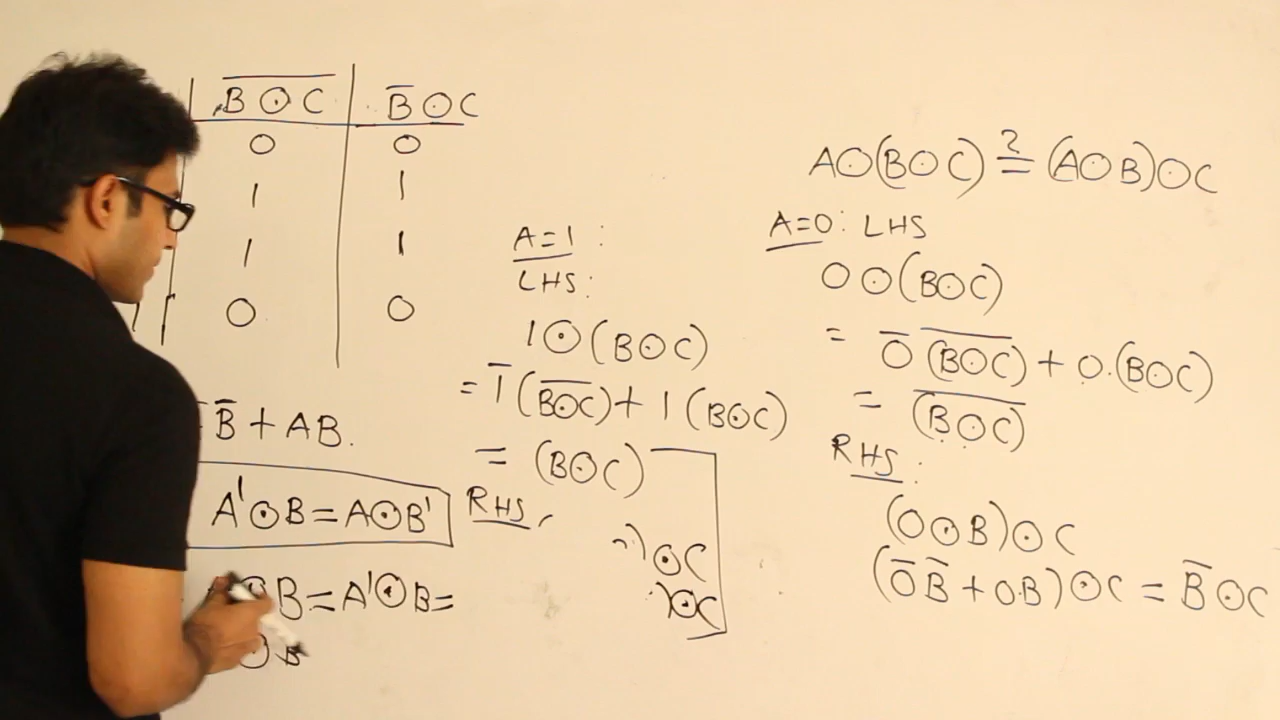 B̅ ̅⊙̅ ̅C̅ B̅⊙C
0 0
1 1
1 1
0 0
B̅ + AB.
A'⊙B=A⊙B'
B=A'⊙B=
⊙B
A=1 :
LHS:
1⊙(B⊙C)
= 1̅(B̅⊙̅C̅)+ 1(B⊙C)
= (B⊙C)
RHS,
)⊙C
)⊙C
A⊙(B⊙C) ≟ (A⊙B)⊙C
A=0: LHS
0⊙(B⊙C)
= 0̅ (̅B̅⊙̅C̅)̅ + 0.(B⊙C)
= (̅B̅⊙̅C̅)̅
RHS:
(0⊙B)⊙C
(0̅ B̅ + 0.B)⊙C = B̅⊙C